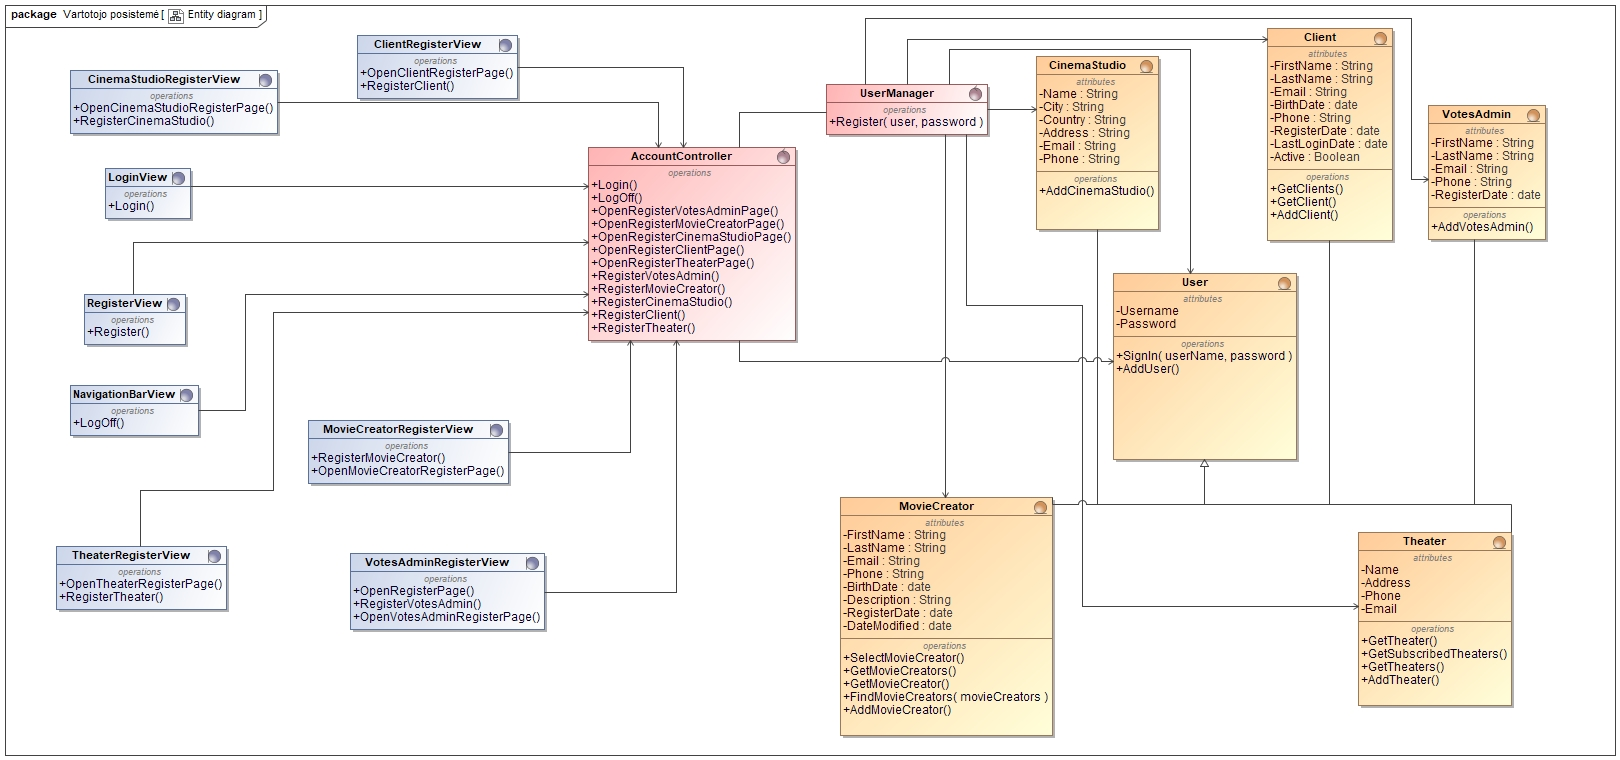 package Vartotojo posistemė [ Entity diagram ]
ClientRegisterView
operations
+OpenClientRegisterPage()
+RegisterClient()
CinemaStudioRegisterView
operations
+OpenCinemaStudioRegisterPage()
+RegisterCinemaStudio()
LoginView
operations
+Login()
RegisterView
operations
+Register()
NavigationBarView
operations
+LogOff()
MovieCreatorRegisterView
operations
+RegisterMovieCreator()
+OpenMovieCreatorRegisterPage()
TheaterRegisterView
operations
+OpenTheaterRegisterPage()
+RegisterTheater()
VotesAdminRegisterView
operations
+OpenRegisterPage()
+RegisterVotesAdmin()
+OpenVotesAdminRegisterPage()
AccountController
operations
+Login()
+LogOff()
+OpenRegisterVotesAdminPage()
+OpenRegisterMovieCreatorPage()
+OpenRegisterCinemaStudioPage()
+OpenRegisterClientPage()
+OpenRegisterTheaterPage()
+RegisterVotesAdmin()
+RegisterMovieCreator()
+RegisterCinemaStudio()
+RegisterClient()
+RegisterTheater()
UserManager
operations
+Register( user, password )
CinemaStudio
attributes
-Name : String
-City : String
-Country : String
-Address : String
-Email : String
-Phone : String
operations
+AddCinemaStudio()
Client
attributes
-FirstName : String
-LastName : String
-Email : String
-BirthDate : date
-Phone : String
-RegisterDate : date
-LastLoginDate : date
-Active : Boolean
operations
+GetClients()
+GetClient()
+AddClient()
VotesAdmin
attributes
-FirstName : String
-LastName : String
-Email : String
-Phone : String
-RegisterDate : date
operations
+AddVotesAdmin()
User
attributes
-Username
-Password
operations
+SignIn( userName, password )
+AddUser()
MovieCreator
attributes
-FirstName : String
-LastName : String
-Email : String
-Phone : String
-BirthDate : date
-Description : String
-RegisterDate : date
-DateModified : date
operations
+SelectMovieCreator()
+GetMovieCreators()
+GetMovieCreator()
+FindMovieCreators( movieCreators )
+AddMovieCreator()
Theater
attributes
-Name
-Address
-Phone
-Email
operations
+GetTheater()
+GetSubscribedTheaters()
+GetTheaters()
+AddTheater()